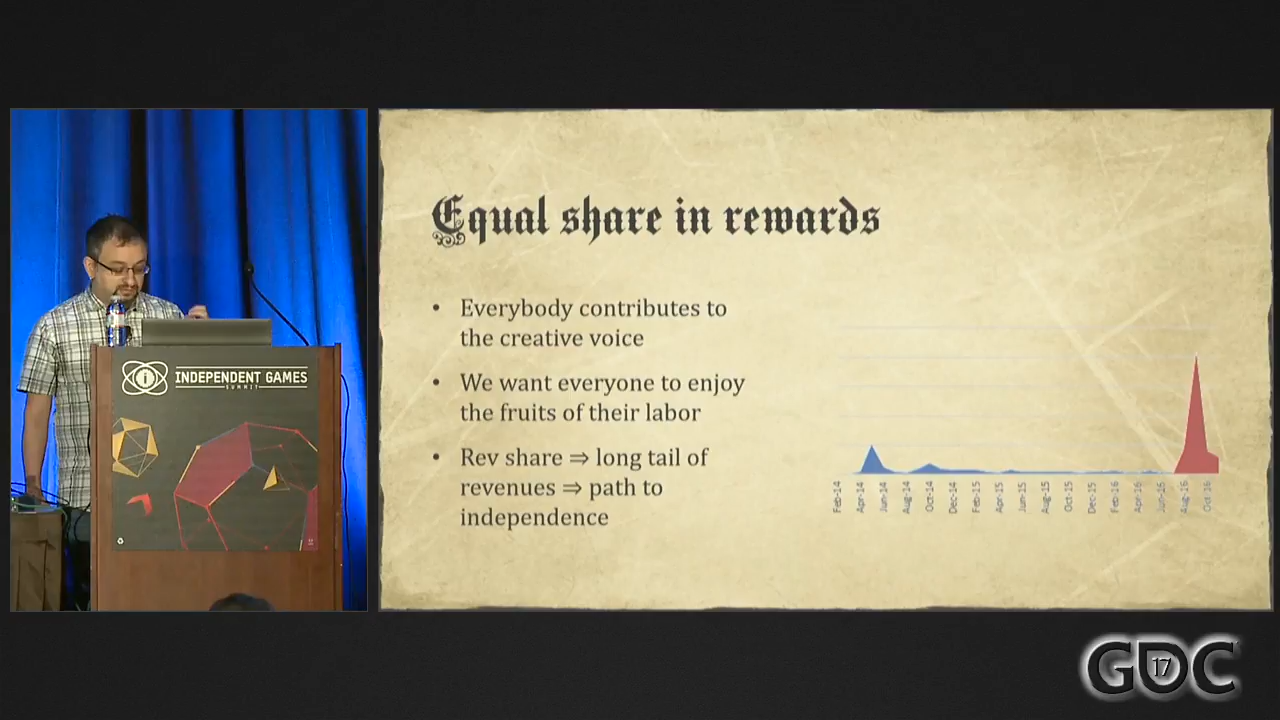 Equal share in rewards
• Everybody contributes to
the creative voice
• We want everyone to enjoy
the fruits of their labor
• Rev share ⇒ long tail of
revenues ⇒ path to
independence
Feb-14
Apr-14
Jun-14
Aug-14
Oct-14
Dec-14
Feb-15
Apr-15
Jun-15
Aug-15
Oct-15
Dec-15
Feb-16
Apr-16
Jun-16
Aug-16
Oct-16
i
INDEPENDENT GAMES
SUMMIT
GDC
17